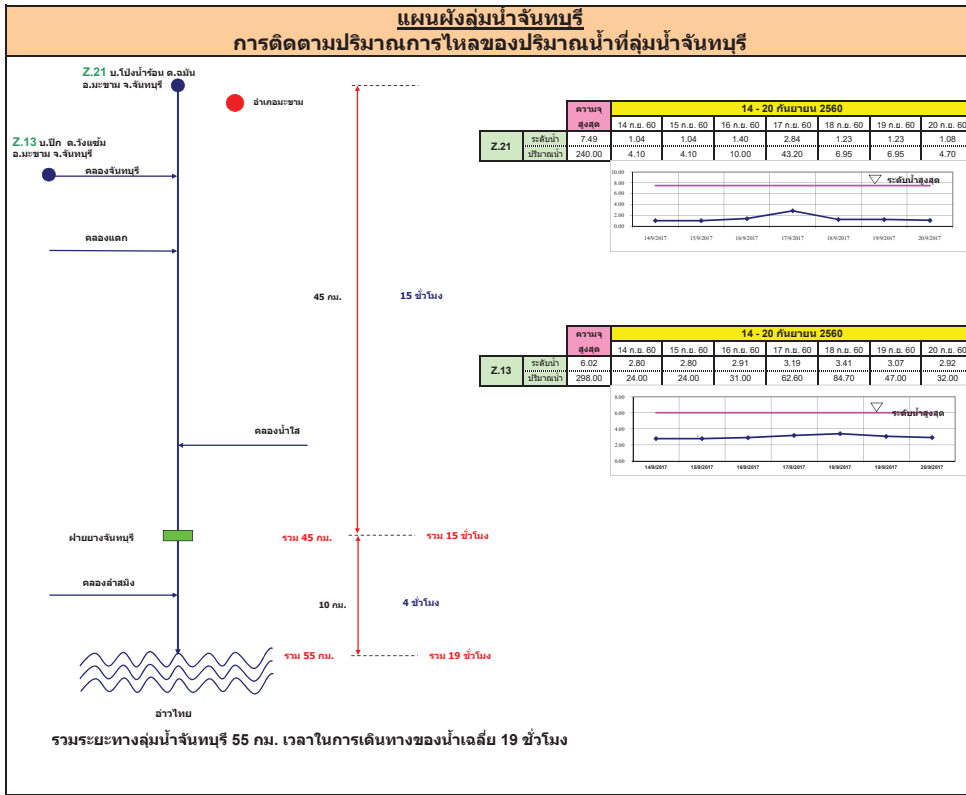 แผนผังลุ่มน้ำจันทบุรี
การติดตามปริมาณการไหลของปริมาณน้ำที่ลุ่มน้ำจันทบุรี
Z.21 บ.โป่งน้ำร้อน ต.ฉมัน
อ.มะขาม จ.จันทบุรี
อำเภอมะขาม
Z.13 บ.ปึก ต.วังแซ้ม
อ.มะขาม จ.จันทบุรี
คลองจันทบุรี
คลองแตก
45 กม. 15 ชั่วโมง
คลองน้ำใส
ฝายยางจันทบุรี รวม 45 กม. รวม 15 ชั่วโมง
คลองลำสมิง
10 กม. 4 ชั่วโมง
รวม 55 กม. รวม 19 ชั่วโมง
อ่าวไทย
รวมระยะทางลุ่มน้ำจันทบุรี 55 กม. เวลาในการเดินทางของน้ำเฉลี่ย 19 ชั่วโมง
ความจุ 14 - 20 กันยายน 2560
สูงสุด 14 ก.ย. 60 15 ก.ย. 60 16 ก.ย. 60 17 ก.ย. 60 18 ก.ย. 60 19 ก.ย. 60 20 ก.ย. 60
Z.21 ระดับน้ำ 7.49 1.04 1.04 1.40 2.84 1.23 1.23 1.08
ปริมาณน้ำ 240.00 4.10 4.10 10.00 43.20 6.95 6.95 4.70
10.00
8.00
6.00
4.00
2.00
0.00
ระดับน้ำสูงสุด
14/9/2017 15/9/2017 16/9/2017 17/9/2017 18/9/2017 19/9/2017 20/9/2017
ความจุ 14 - 20 กันยายน 2560
สูงสุด 14 ก.ย. 60 15 ก.ย. 60 16 ก.ย. 60 17 ก.ย. 60 18 ก.ย. 60 19 ก.ย. 60 20 ก.ย. 60
Z.13 ระดับน้ำ 6.02 2.80 2.80 2.91 3.19 3.41 3.07 2.92
ปริมาณน้ำ 298.00 24.00 24.00 31.00 62.60 84.70 47.00 32.00
8.00
6.00
4.00
2.00
0.00
ระดับน้ำสูงสุด
14/9/2017 15/9/2017 16/9/2017 17/9/2017 18/9/2017 19/9/2017 20/9/2017